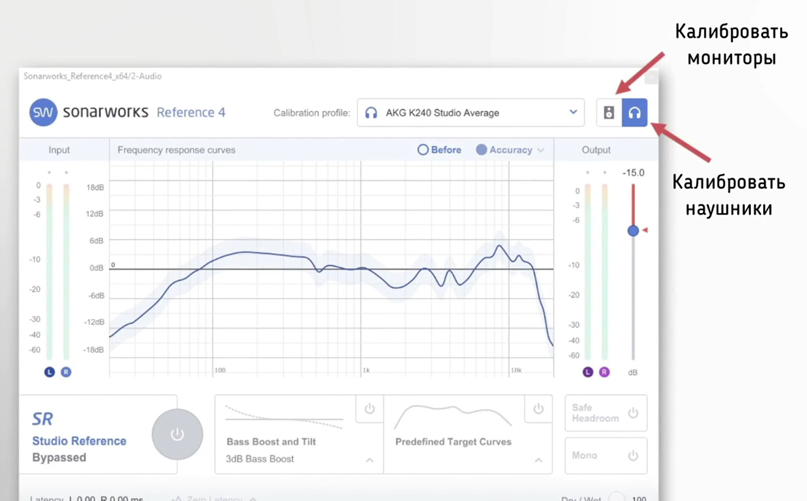 Калибровать
мониторы
Sonarworks_Reference4_x64/2-Audio
SW sonarworks Reference 4
Calibration profile: AKG K240 Studio Average
Калибровать
наушники
Input
Frequency response curves
Before
Accuracy
Output
-15.0
0
-3
-6
-10
-20
-30
-40
-60
L R
18dB
12dB
6dB
0dB
-6dB
-12dB
-18dB
0
100
1k
10k
0
-3
-6
-10
-20
-30
-40
-60
L R
dB
SR
Studio Reference
Bypassed
Bass Boost and Tilt
3dB Bass Boost
Predefined Target Curves
Safe
Headroom
Mono
Latency L 0.00 R 0.00 ms
Zero Latency
Dry / Wet
100